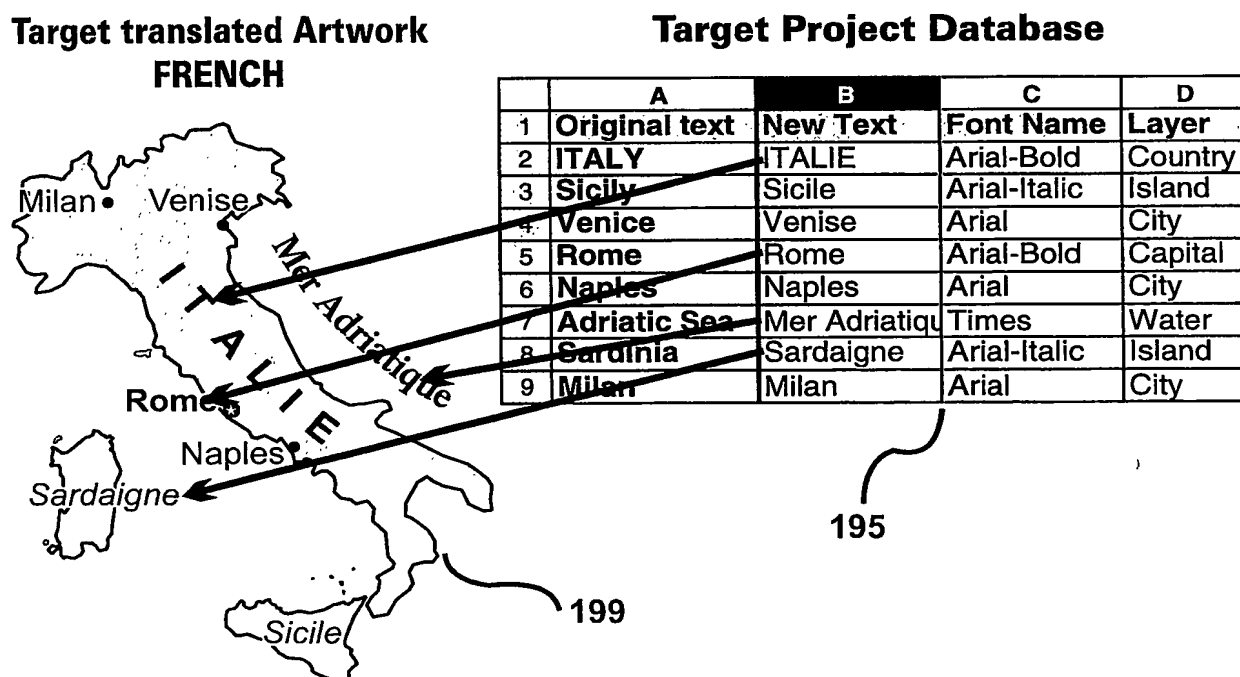 Target translated Artwork
FRENCH
Target Project Database
A B C D
1 Original text New Text Font Name Layer
2 ITALY ITALIE Arial-Bold Country
3 Sicily Sicile Arial-Italic Island
4 Venice Venise Arial City
5 Rome Rome Arial-Bold Capital
6 Naples Naples Arial City
7 Adriatic Sea Mer Adriatiqu Times Water
8 Sardinia Sardaigne Arial-Italic Island
9 Milan Milan Arial City
Milan
Venise
Mer Adriatique
ITALIE
Rome
Naples
Sardaigne
Sicile
195
199